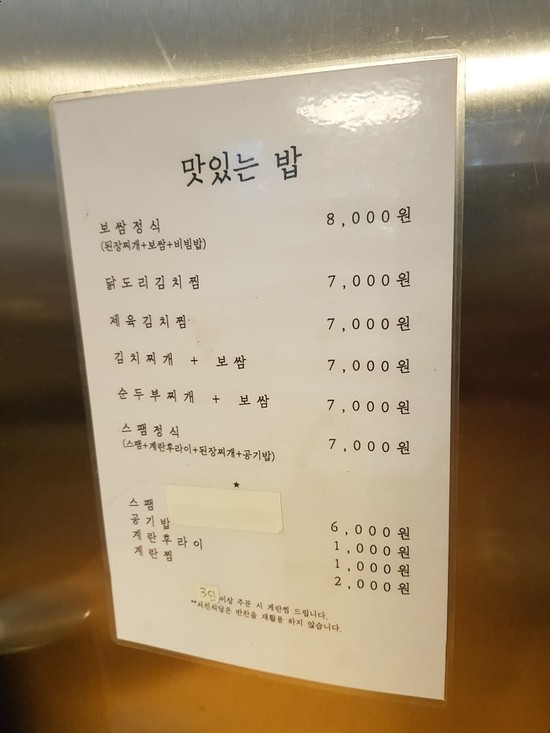 맛있는 밥
보쌈정식 8,000원
(된장찌개+보쌈+비빔밥)
닭도리김치찜 7,000원
제육김치찜 7,000원
김치찌개 + 보쌈 7,000원
순두부찌개 + 보쌈 7,000원
스팸정식 7,000원
(스팸+계란후라이+된장찌개+공기밥)
★
스팸 6,000원
공기밥 1,000원
계란후라이 1,000원
계란찜 2,000원
이상 주문 시 계란찜 드립니다.
**서진식당은 반찬을 재활용 하지 않습니다.